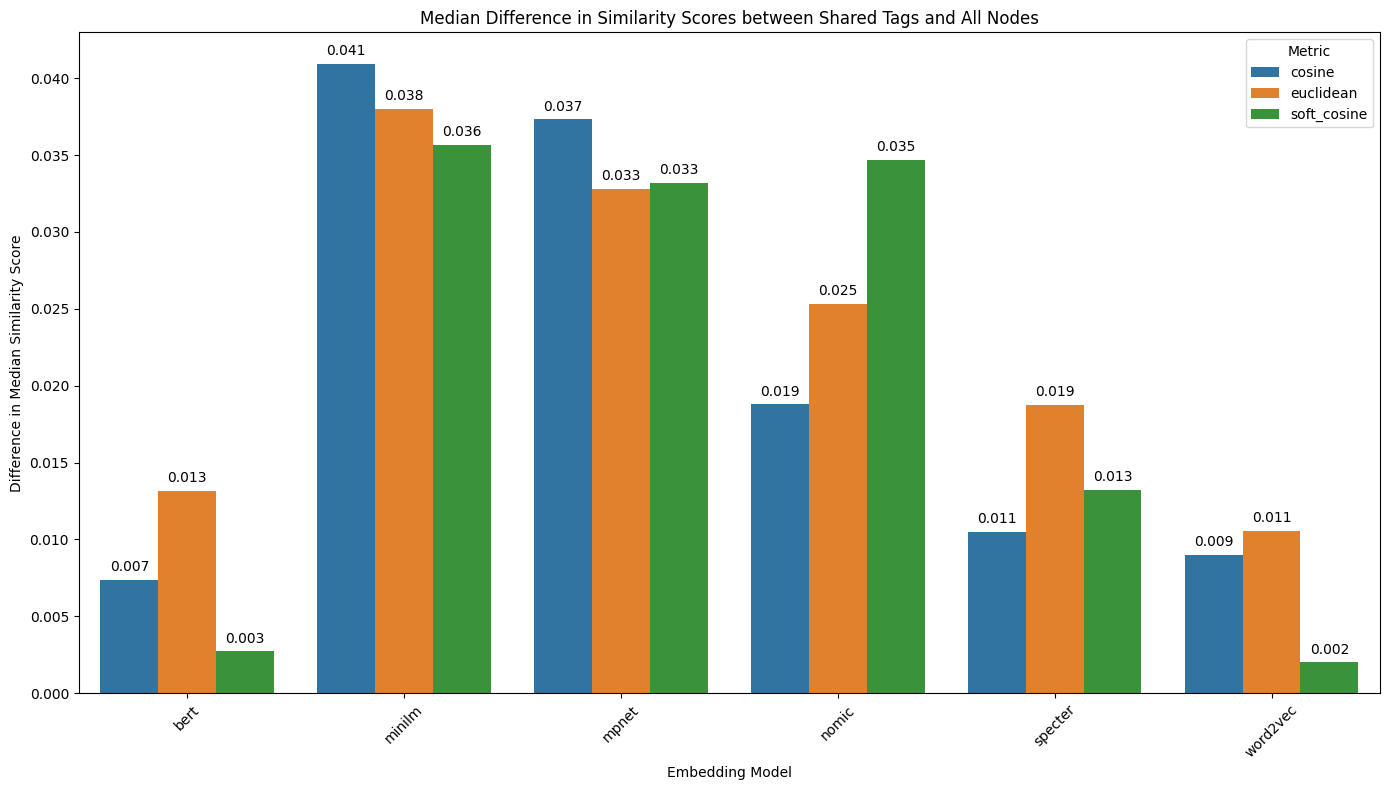 Median Difference in Similarity Scores between Shared Tags and All Nodes
Metric
cosine
euclidean
soft_cosine
Difference in Median Similarity Score
0.040
0.035
0.030
0.025
0.020
0.015
0.010
0.005
0.000
0.007
0.013
0.003
0.041
0.038
0.036
0.037
0.033
0.033
0.019
0.025
0.035
0.011
0.019
0.013
0.009
0.011
0.002
bert
minilm
mpnet
nomic
specter
word2vec
Embedding Model